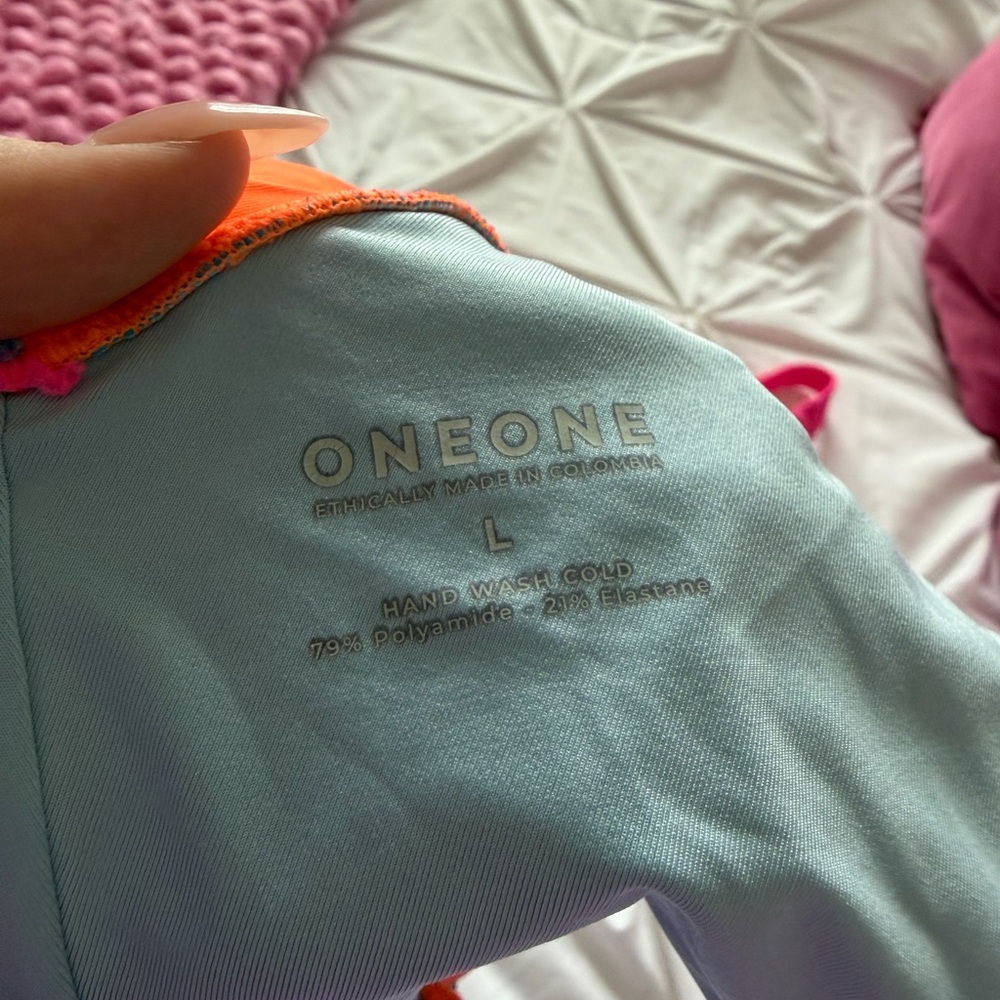 ONEONE
ETHICALLY MADE IN COLOMBIA
L
HAND WASH COLD
79% Polyamide - 21% Elastane